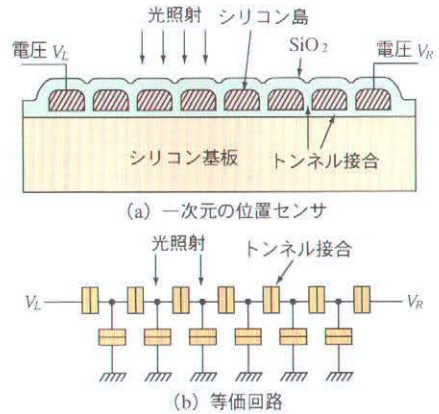 光照射
シリコン島
SiO2
電圧 VL
電圧 VR
シリコン基板
トンネル接合
(a) 一次元の位置センサ
光照射
トンネル接合
VL
VR
(b) 等価回路